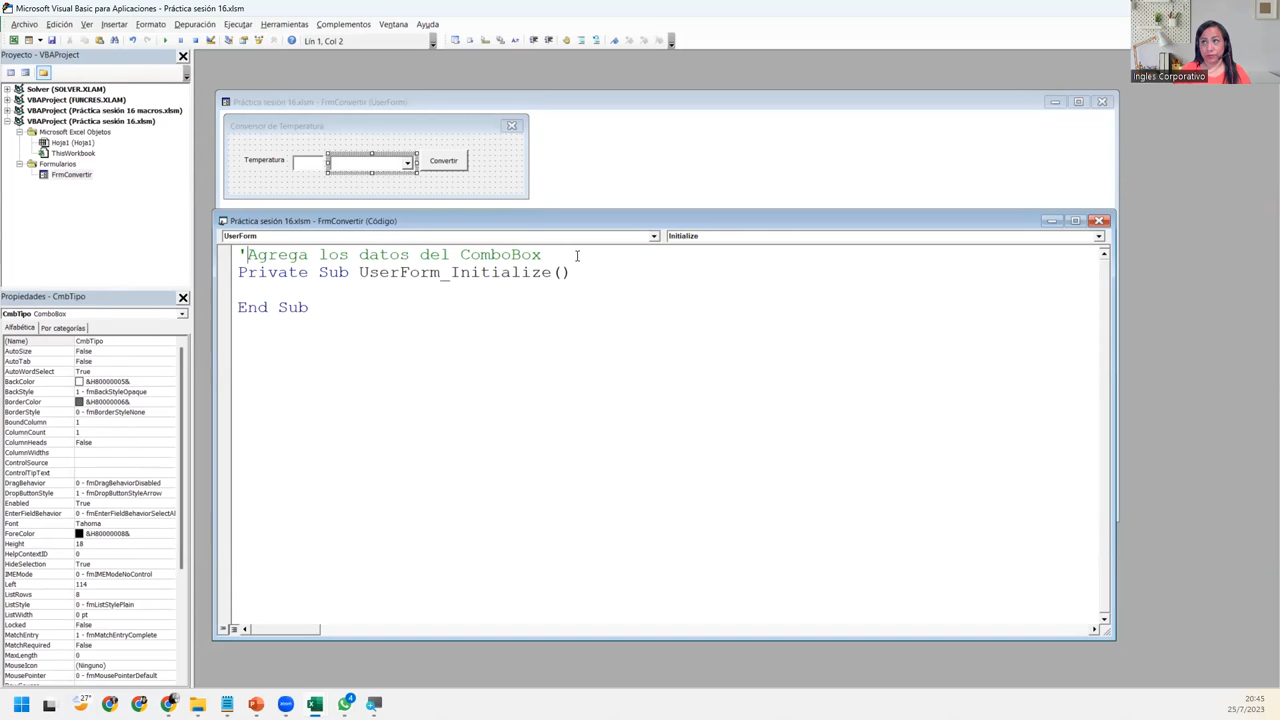 Microsoft Visual Basic para Aplicaciones - Práctica sesión 16.xlsm
Archivo Edición Ver Insertar Formato Depuración Ejecutar Herramientas Complementos Ventana Ayuda
Lín 1, Col 2
Ingles Corporativo
Proyecto - VBAProject
Solver (SOLVER.XLAM)
VBAProject (FUNCRES.XLAM)
VBAProject (Práctica sesión 16 macros.xlsm)
VBAProject (Práctica sesión 16.xlsm)
Microsoft Excel Objetos
Hoja1 (Hoja1)
ThisWorkbook
Formularios
FrmConvertir
Propiedades - CmbTipo
CmbTipo ComboBox
Alfabética Por categorías
(Name) CmbTipo
AutoSize False
AutoTab False
AutoWordSelect True
BackColor &H80000005&
BackStyle 1 - fmBackStyleOpaque
BorderColor &H80000006&
BorderStyle 0 - fmBorderStyleNone
BoundColumn 1
ColumnCount 1
ColumnHeads False
ColumnWidths
ControlSource
ControlTipText
DragBehavior 0 - fmDragBehaviorDisabled
DropButtonStyle 1 - fmDropButtonStyleArrow
Enabled True
EnterFieldBehavior 0 - fmEnterFieldBehaviorSelectAl
Font Tahoma
ForeColor &H80000008&
Height 18
HelpContextID 0
HideSelection True
IMEMode 0 - fmIMEModeNoControl
Left 114
ListRows 8
ListStyle 0 - fmListStylePlain
ListWidth 0 pt
Locked False
MatchEntry 1 - fmMatchEntryComplete
MatchRequired False
MaxLength 0
MouseIcon (Ninguno)
MousePointer 0 - fmMousePointerDefault
Práctica sesión 16.xlsm - FrmConvertir (UserForm)
Conversor de Temperatura
Temperatura
Convertir
Práctica sesión 16.xlsm - FrmConvertir (Código)
UserForm Initialize
'Agrega los datos del ComboBox
Private Sub UserForm_Initialize()
End Sub
27°
4
20:45
25/7/2023